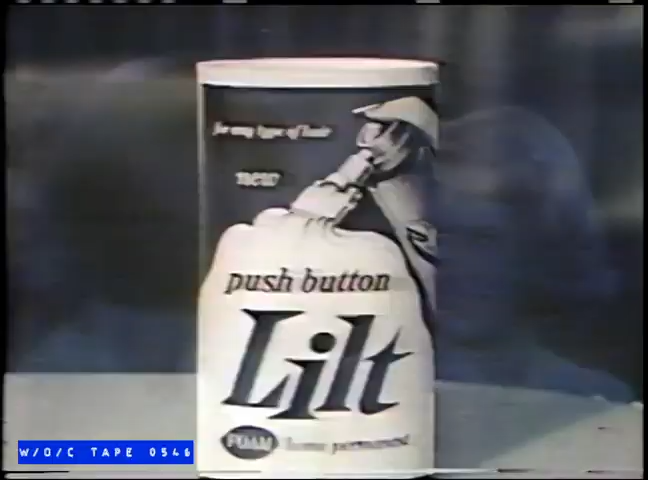 for any type of hair
new
push button
Lilt
FOAM home permanent
W/O/C TAPE 0546